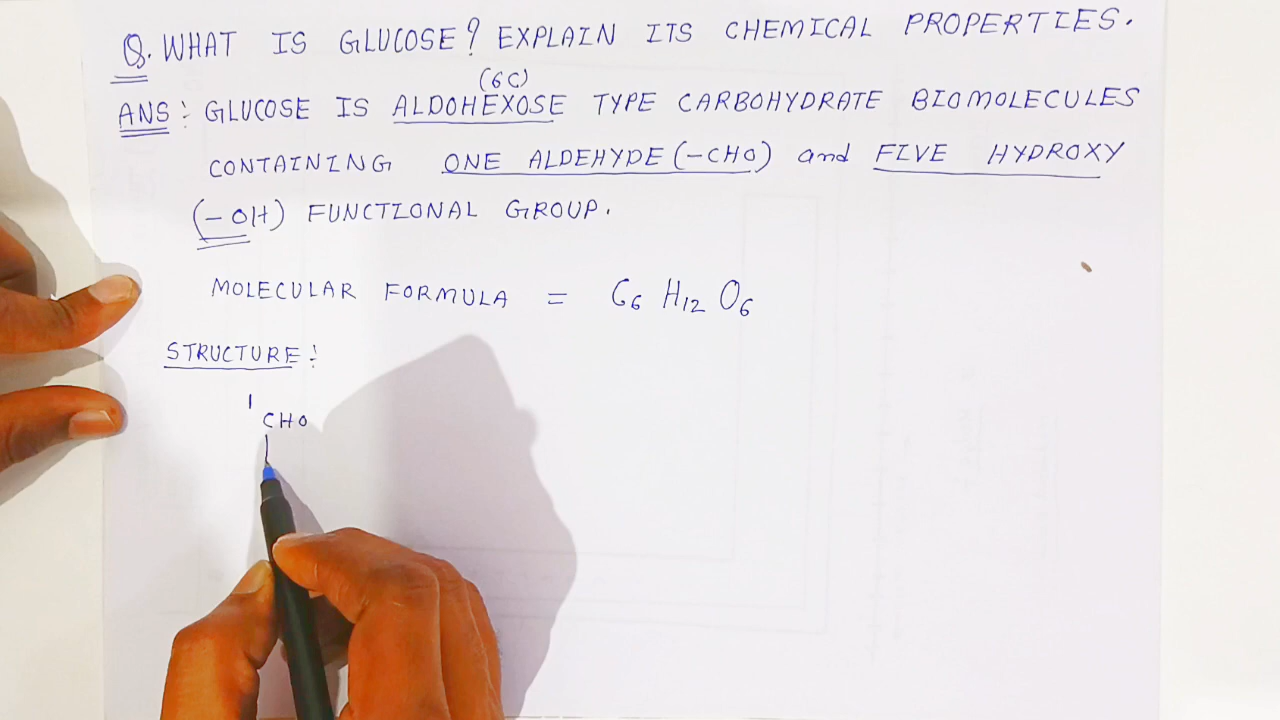 Q. WHAT IS GLUCOSE? EXPLAIN ITS CHEMICAL PROPERTIES.
(6C)
ANS: GLUCOSE IS ALDOHEXOSE TYPE CARBOHYDRATE BIOMOLECULES
CONTAINING ONE ALDEHYDE (-CHO) and FIVE HYDROXY
(-OH) FUNCTIONAL GROUP.
MOLECULAR FORMULA = C6 H12 O6
STRUCTURE:
1
CHO